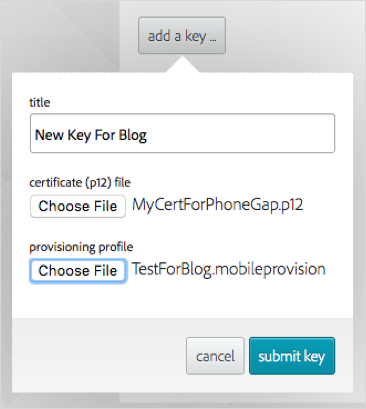 add a key ...
title
New Key For Blog
certificate (p12) file
Choose File MyCertForPhoneGap.p12
provisioning profile
Choose File TestForBlog.mobileprovision
cancel submit key